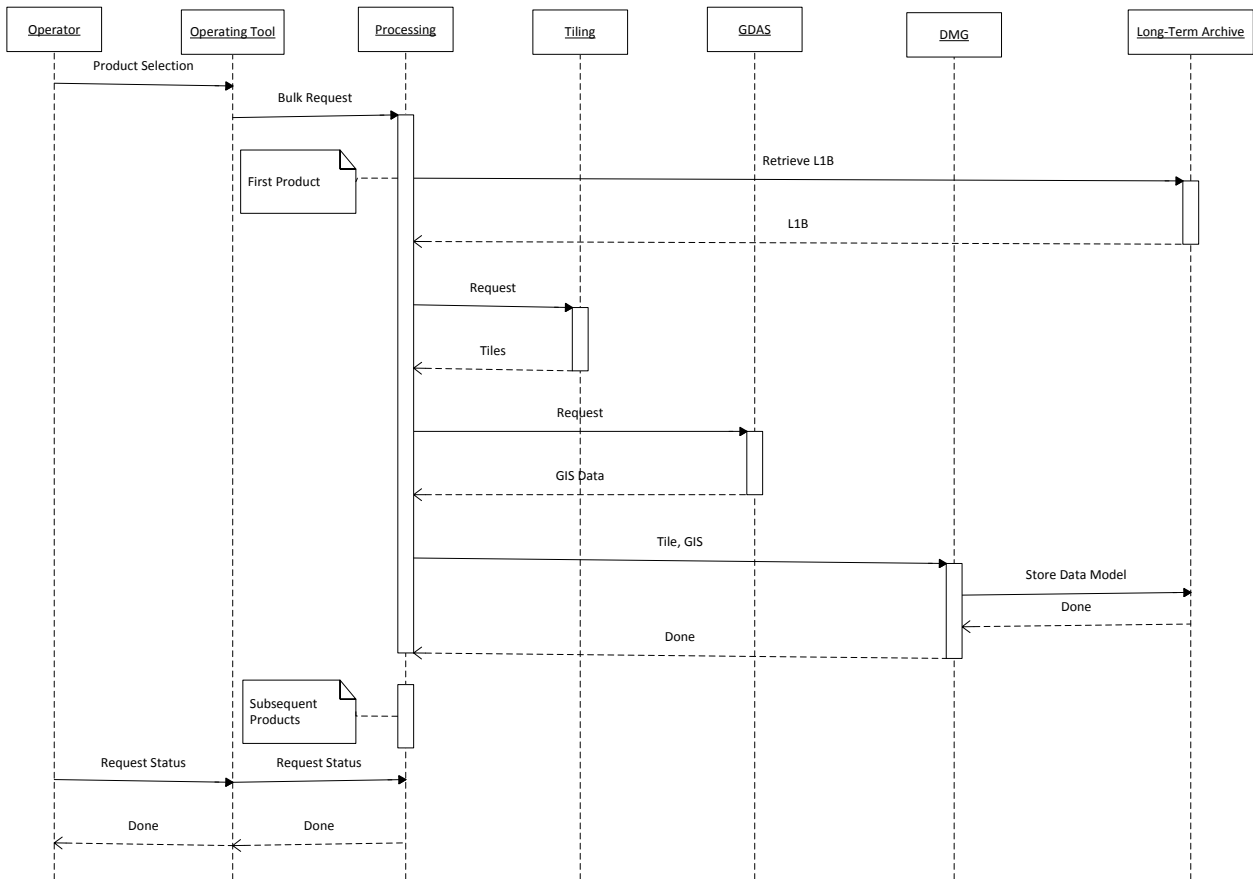 Operator
Operating Tool
Processing
Tiling
GDAS
DMG
Long-Term Archive
Product Selection
Bulk Request
First Product
Retrieve L1B
L1B
Request
Tiles
Request
GIS Data
Tile, GIS
Store Data Model
Done
Done
Subsequent
Products
Request Status
Request Status
Done
Done